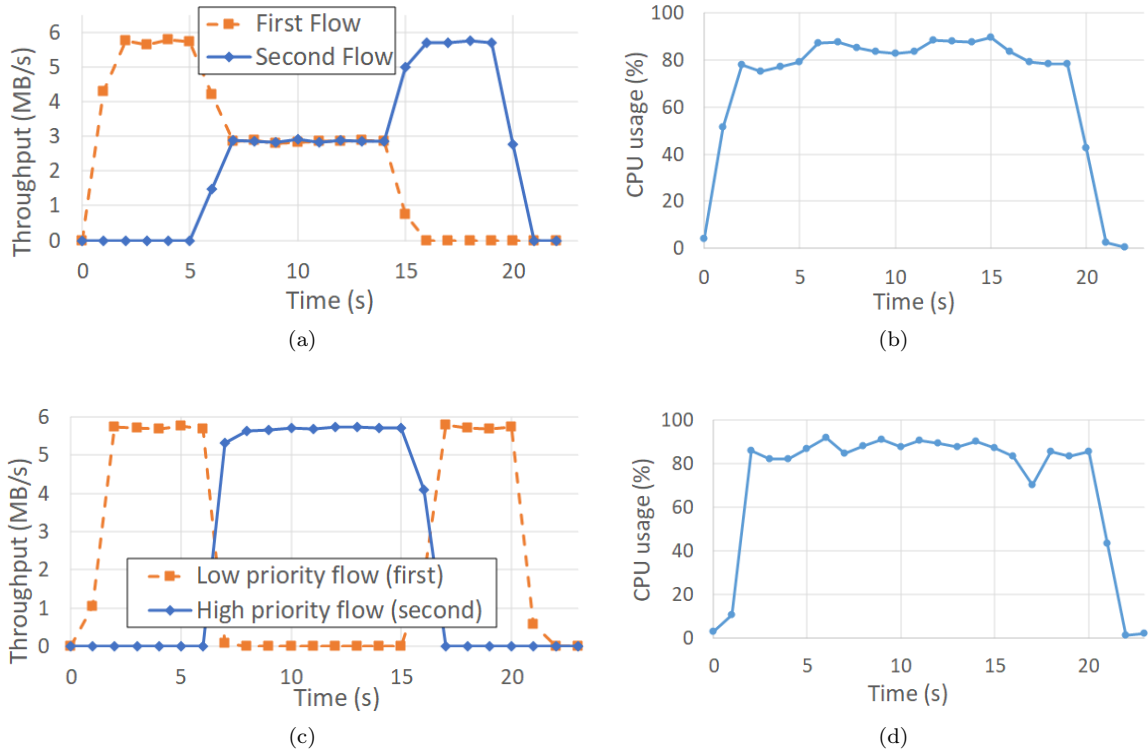 First Flow
Second Flow
Throughput (MB/s)
6
5
4
3
2
1
0
0 5 10 15 20
Time (s)
(a)
CPU usage (%)
100
80
60
40
20
0
0 5 10 15 20
Time (s)
(b)
Throughput (MB/s)
6
5
4
3
2
1
0
Low priority flow (first)
High priority flow (second)
0 5 10 15 20
Time (s)
(c)
CPU usage (%)
100
80
60
40
20
0
0 5 10 15 20
Time (s)
(d)